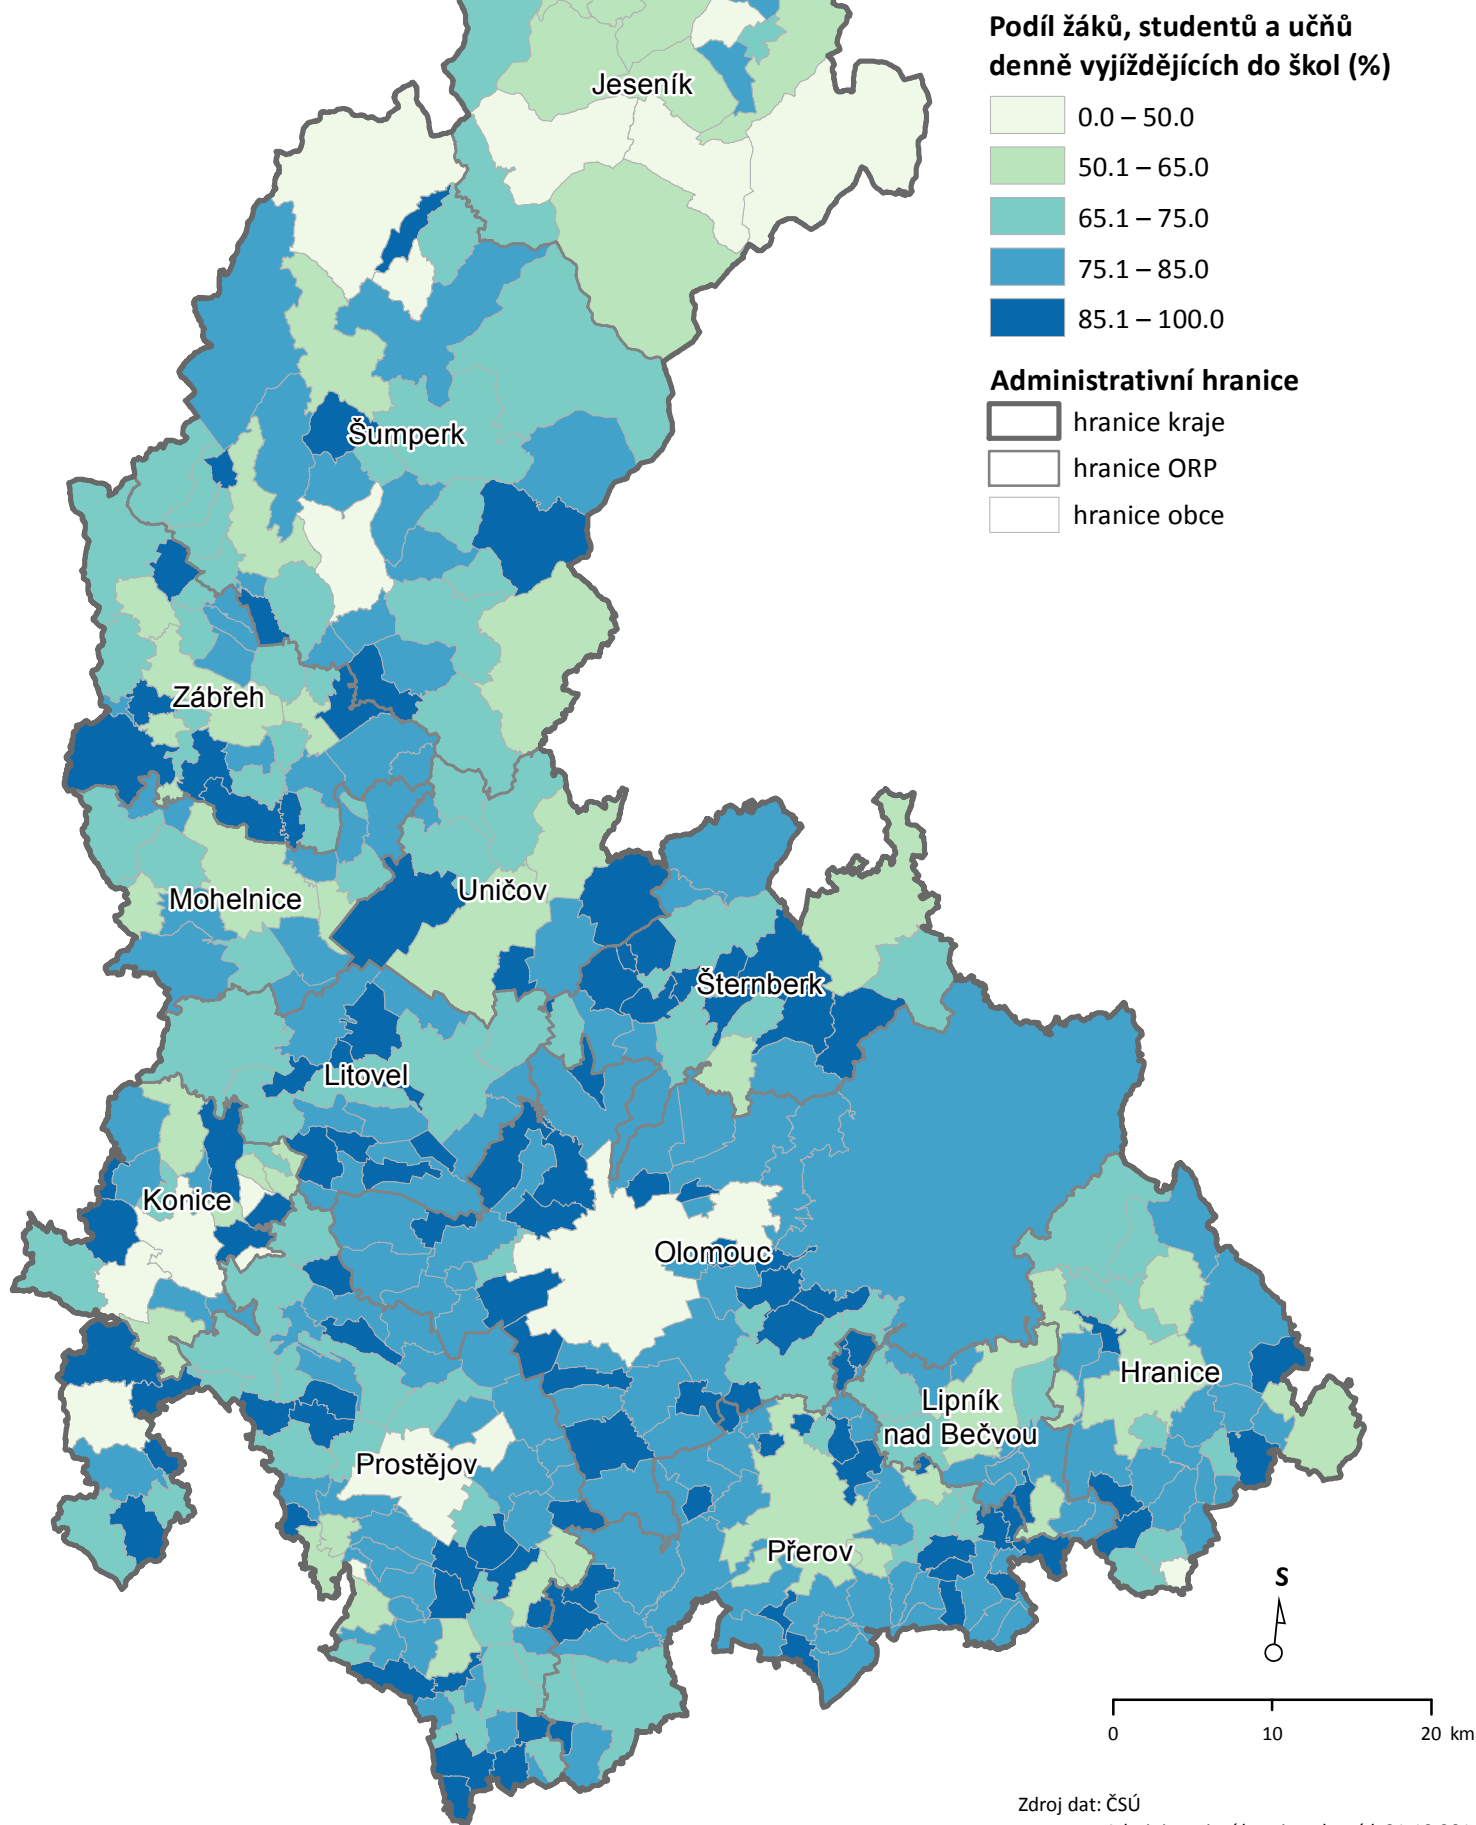 Podíl žáků, studentů a učňů
denně vyjíždějících do škol (%)
0.0 – 50.0
50.1 – 65.0
65.1 – 75.0
75.1 – 85.0
85.1 – 100.0
Administrativní hranice
hranice kraje
hranice ORP
hranice obce
Jeseník
Šumperk
Zábřeh
Mohelnice
Uničov
Šternberk
Litovel
Konice
Olomouc
Hranice
Lipník
nad Bečvou
Prostějov
Přerov
S
0 10 20 km
Zdroj dat: ČSÚ